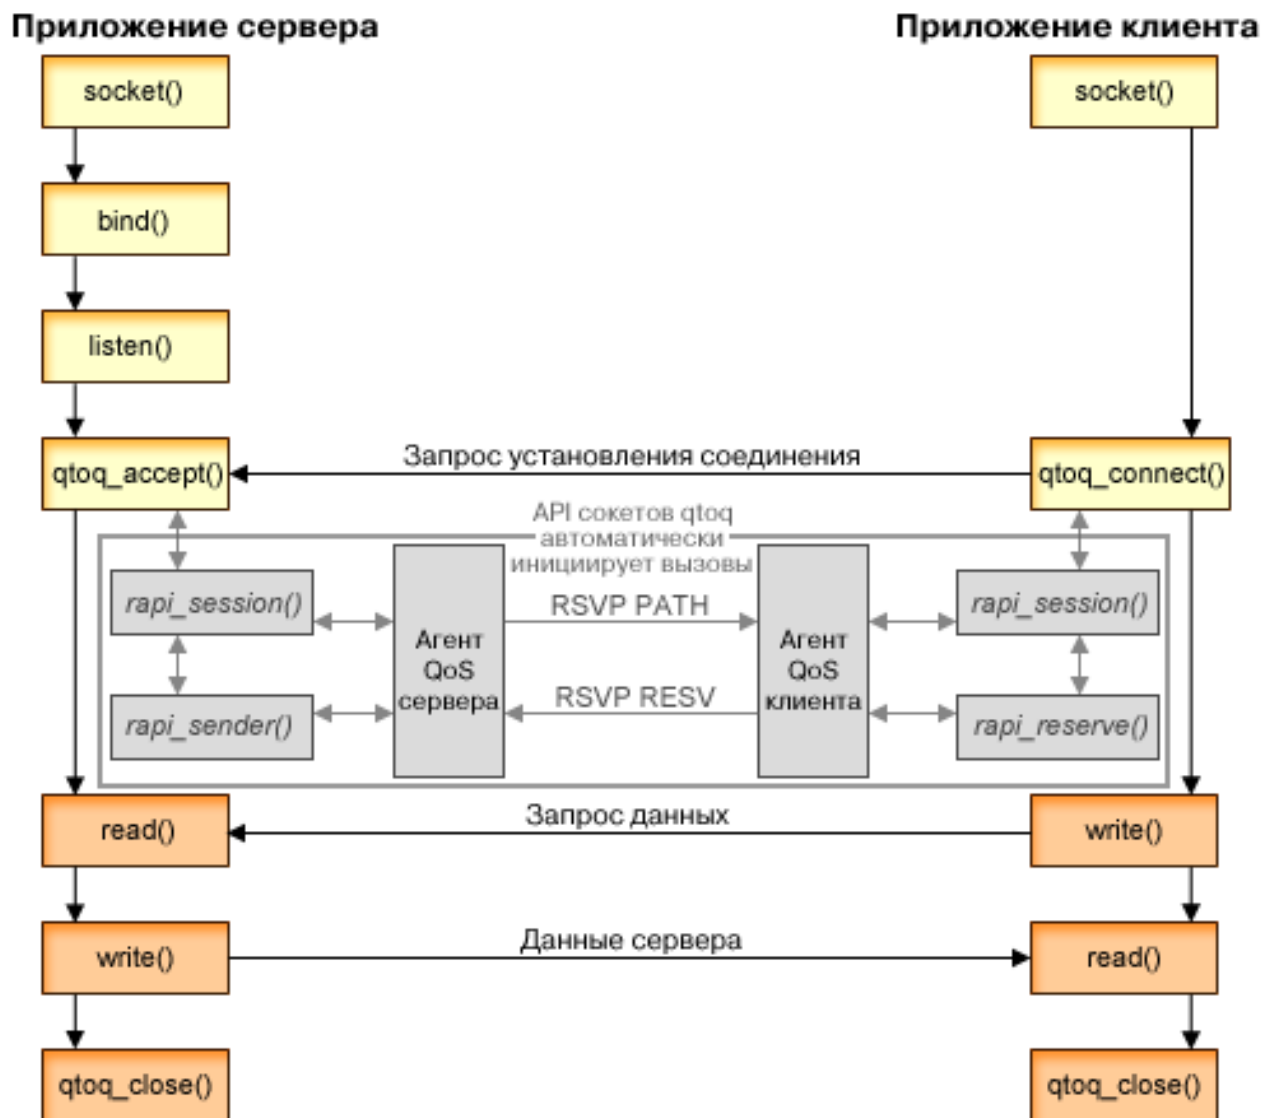 Приложение сервера
Приложение клиента
socket()
socket()
bind()
listen()
qtoq_accept()
Запрос установления соединения
qtoq_connect()
API сокетов qtoq
автоматически
инициирует вызовы
rapi_session()
RSVP PATH
rapi_session()
Агент
QoS
сервера
Агент
QoS
клиента
rapi_sender()
RSVP RESV
rapi_reserve()
read()
Запрос данных
write()
write()
Данные сервера
read()
qtoq_close()
qtoq_close()